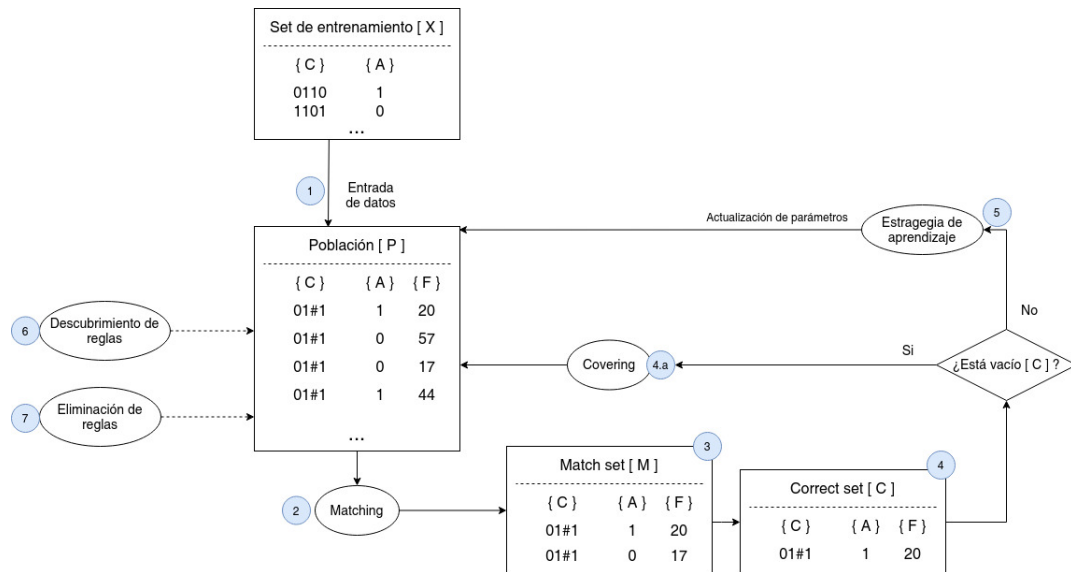 Set de entrenamiento [ X ]
{ C } { A }
0110 1
1101 0
...
1
Entrada
de datos
Población [ P ]
{ C } { A } { F }
01#1 1 20
01#1 0 57
01#1 0 17
01#1 1 44
...
6
Descubrimiento de
reglas
7
Eliminación de
reglas
2
Matching
3
Match set [ M ]
{ C } { A } { F }
01#1 1 20
01#1 0 17
4
Correct set [ C ]
{ C } { A } { F }
01#1 1 20
¿Está vacío [ C ] ?
Si
No
4.a
Covering
5
Estragegia de
aprendizaje
Actualización de parámetros